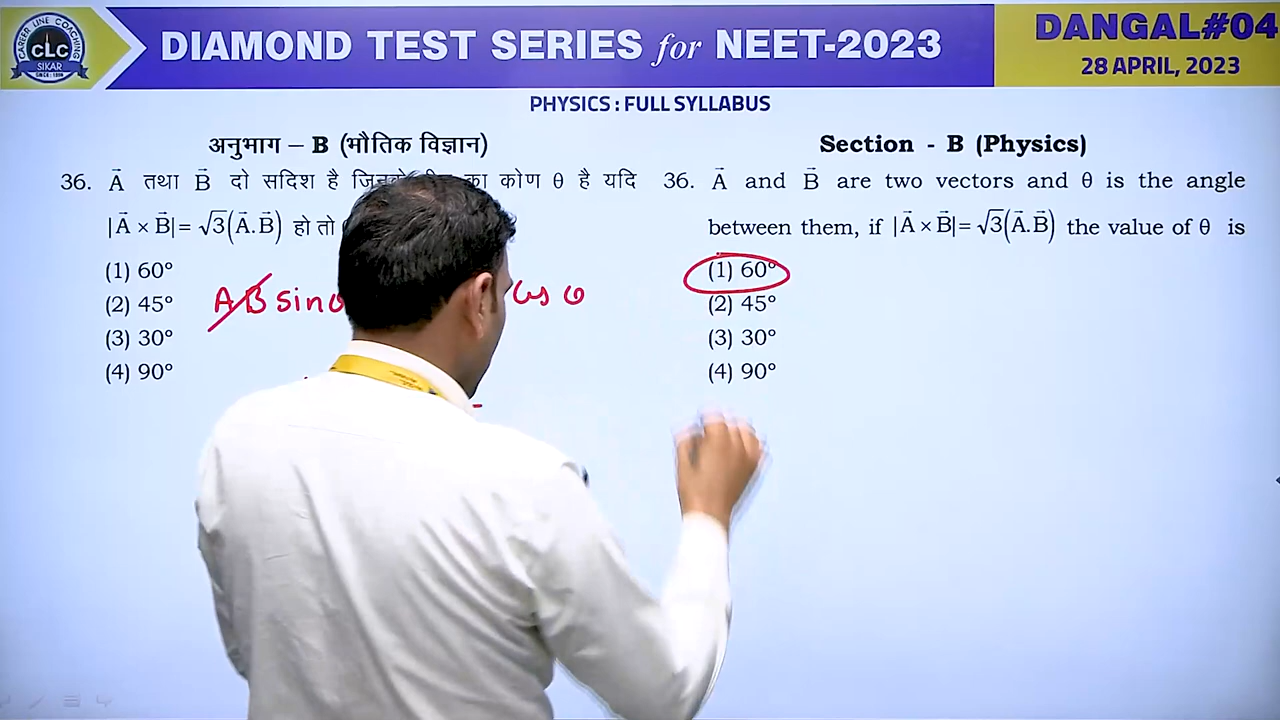 CAREER LINE COACHING
CLC
SIKAR
SINCE : 1996
DIAMOND TEST SERIES for NEET-2023
DANGAL#04
28 APRIL, 2023
PHYSICS : FULL SYLLABUS
अनुभाग – B (भौतिक विज्ञान)
36. A⃗ तथा B⃗ दो सदिश है का कोण θ है यदि
|A⃗ × B⃗| = √3(A⃗.B⃗) हो तो
(1) 60°
(2) 45°
(3) 30°
(4) 90°
AB sinθ cos θ
Section - B (Physics)
36. A⃗ and B⃗ are two vectors and θ is the angle
between them, if |A⃗ × B⃗| = √3(A⃗.B⃗) the value of θ is
(1) 60°
(2) 45°
(3) 30°
(4) 90°